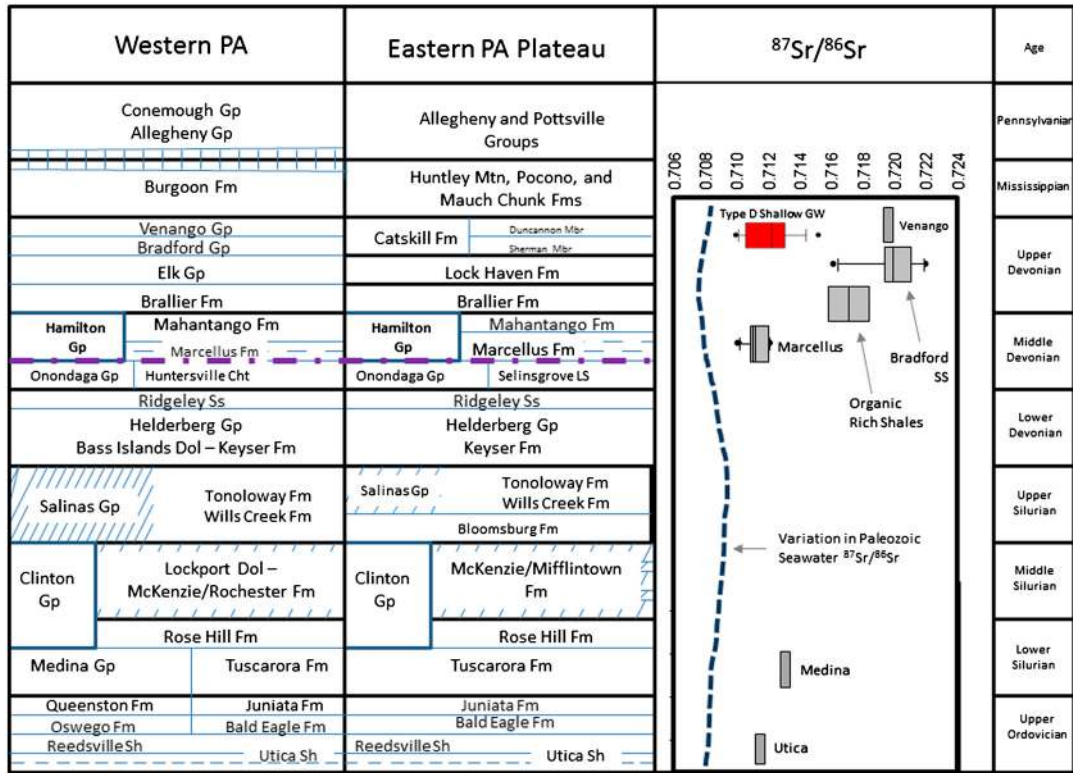 Western PA
Eastern PA Plateau
87Sr/86Sr
Age
Conemough Gp
Allegheny Gp
Allegheny and Pottsville
Groups
Pennsylvanian
Burgoon Fm
Huntley Mtn, Pocono, and
Mauch Chunk Fms
Mississippian
0.706
0.708
0.710
0.712
0.714
0.716
0.718
0.720
0.722
0.724
Venango Gp
Bradford Gp
Catskill Fm
Duncannon Mbr
Sherman Mbr
Type D Shallow GW
Venango
Upper
Devonian
Elk Gp
Lock Haven Fm
Brallier Fm
Brallier Fm
Hamilton
Gp
Mahantango Fm
Marcellus Fm
Hamilton
Gp
Mahantango Fm
Marcellus Fm
Marcellus
Bradford
SS
Organic
Rich Shales
Middle
Devonian
Onondaga Gp
Huntersville Cht
Onondaga Gp
Selinsgrove LS
Ridgeley Ss
Helderberg Gp
Bass Islands Dol – Keyser Fm
Ridgeley Ss
Helderberg Gp
Keyser Fm
Lower
Devonian
Salinas Gp
Tonoloway Fm
Wills Creek Fm
Salinas Gp
Tonoloway Fm
Wills Creek Fm
Bloomsburg Fm
Upper
Silurian
Variation in Paleozoic
Seawater 87Sr/86Sr
Clinton
Gp
Lockport Dol –
McKenzie/Rochester Fm
Clinton
Gp
McKenzie/Mifflintown
Fm
Middle
Silurian
Rose Hill Fm
Rose Hill Fm
Medina Gp
Tuscarora Fm
Tuscarora Fm
Medina
Lower
Silurian
Queenston Fm
Juniata Fm
Juniata Fm
Oswego Fm
Bald Eagle Fm
Bald Eagle Fm
Reedsville Sh
Utica Sh
Reedsville Sh
Utica Sh
Utica
Upper
Ordovician